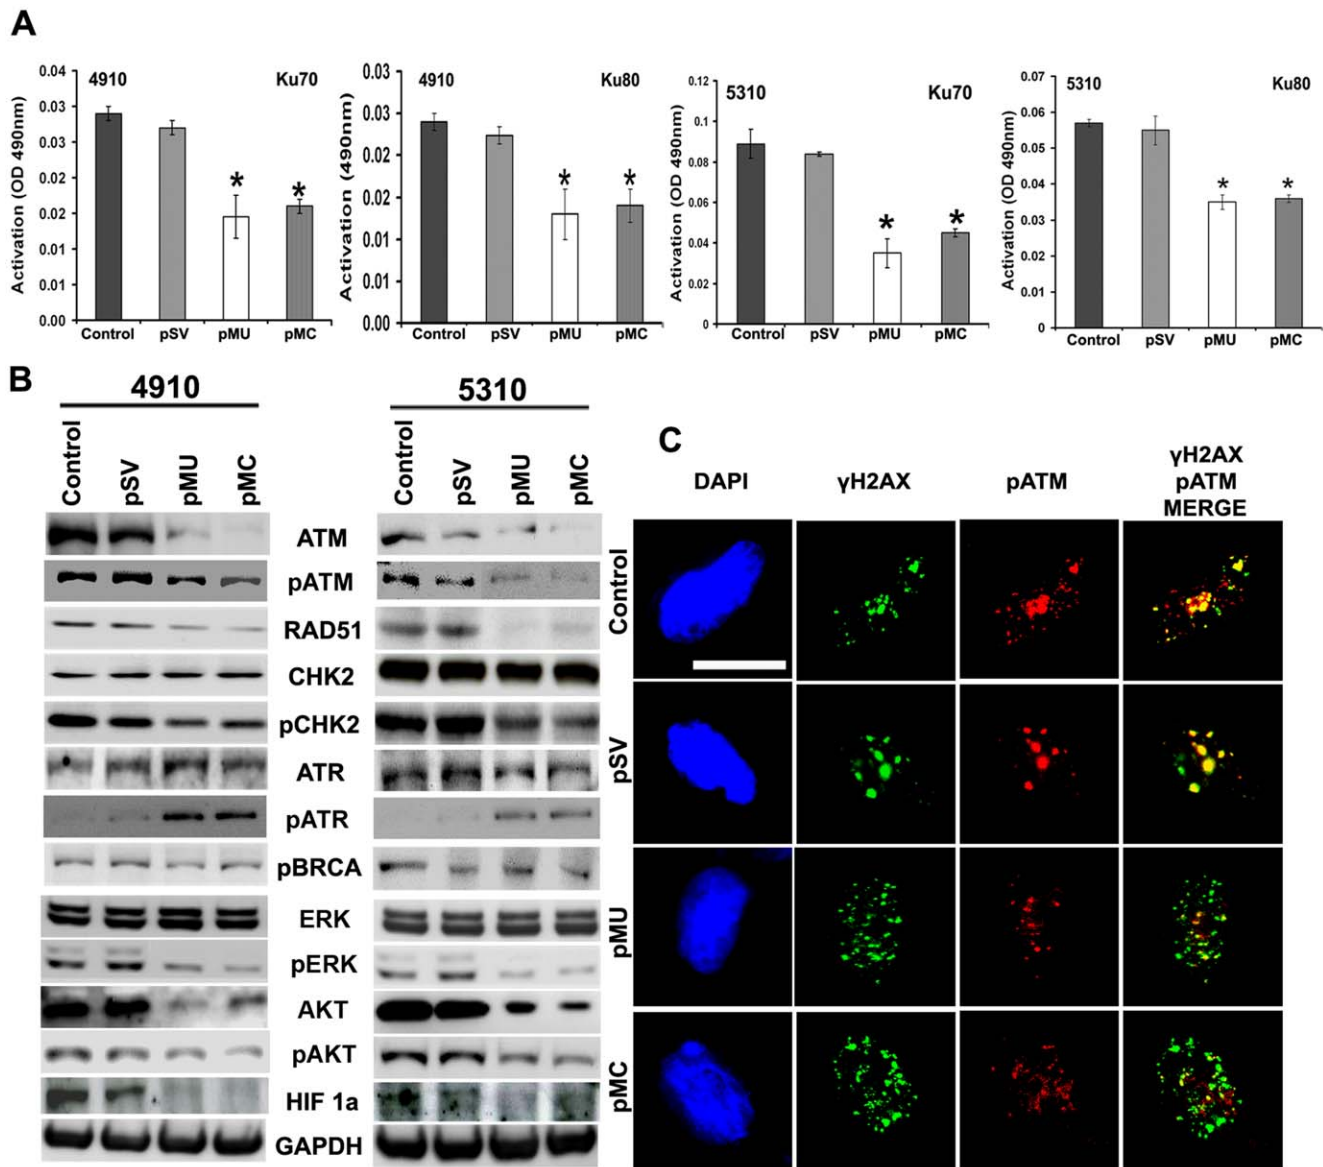 A
4910 Ku70
Activation (OD 490nm)
0.04
0.03
0.03
0.02
0.02
0.01
0.01
0.00
Control pSV pMU pMC
* *
4910 Ku80
Activation (490nm)
0.03
0.03
0.02
0.02
0.01
0.01
0.00
Control pSV pMU pMC
* *
5310 Ku70
Activation (OD 490nm)
0.12
0.1
0.08
0.06
0.04
0.02
0
Control pSV pMU pMC
* *
5310 Ku80
Activation (OD 490nm)
0.07
0.06
0.05
0.04
0.03
0.02
0.01
0
Control pSV pMU pMC
* *
B
4910 5310
Control pSV pMU pMC Control pSV pMU pMC
ATM
pATM
RAD51
CHK2
pCHK2
ATR
pATR
pBRCA
ERK
pERK
AKT
pAKT
HIF 1a
GAPDH
C
DAPI γH2AX pATM γH2AX
pATM
MERGE
Control
pSV
pMU
pMC